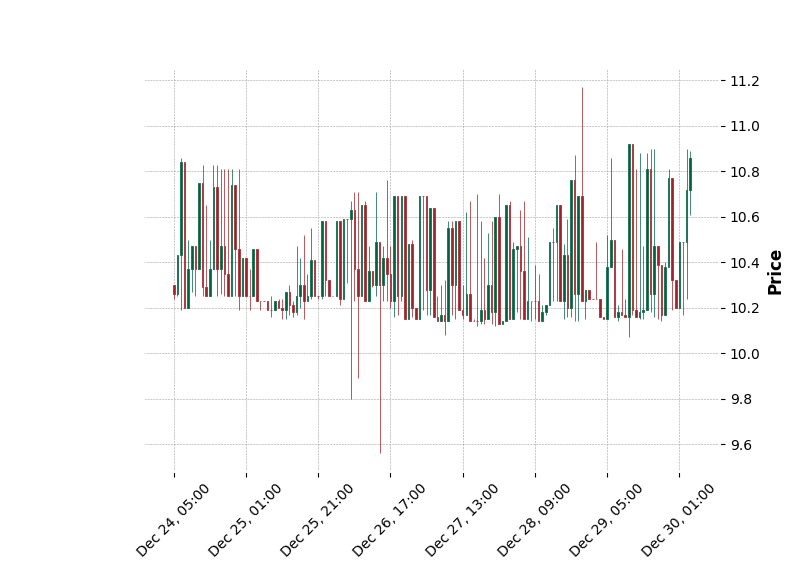 11.2
11.0
10.8
10.6
10.4
10.2
10.0
9.8
9.6
Price
Dec 24, 05:00
Dec 25, 01:00
Dec 25, 21:00
Dec 26, 17:00
Dec 27, 13:00
Dec 28, 09:00
Dec 29, 05:00
Dec 30, 01:00